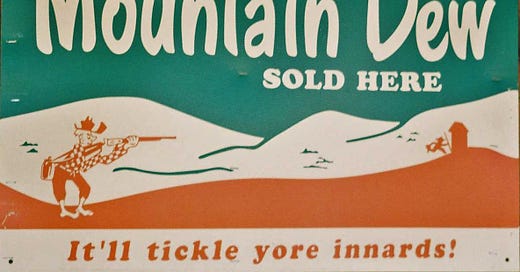 Mountain Dew
SOLD HERE
It'll tickle yore innards!